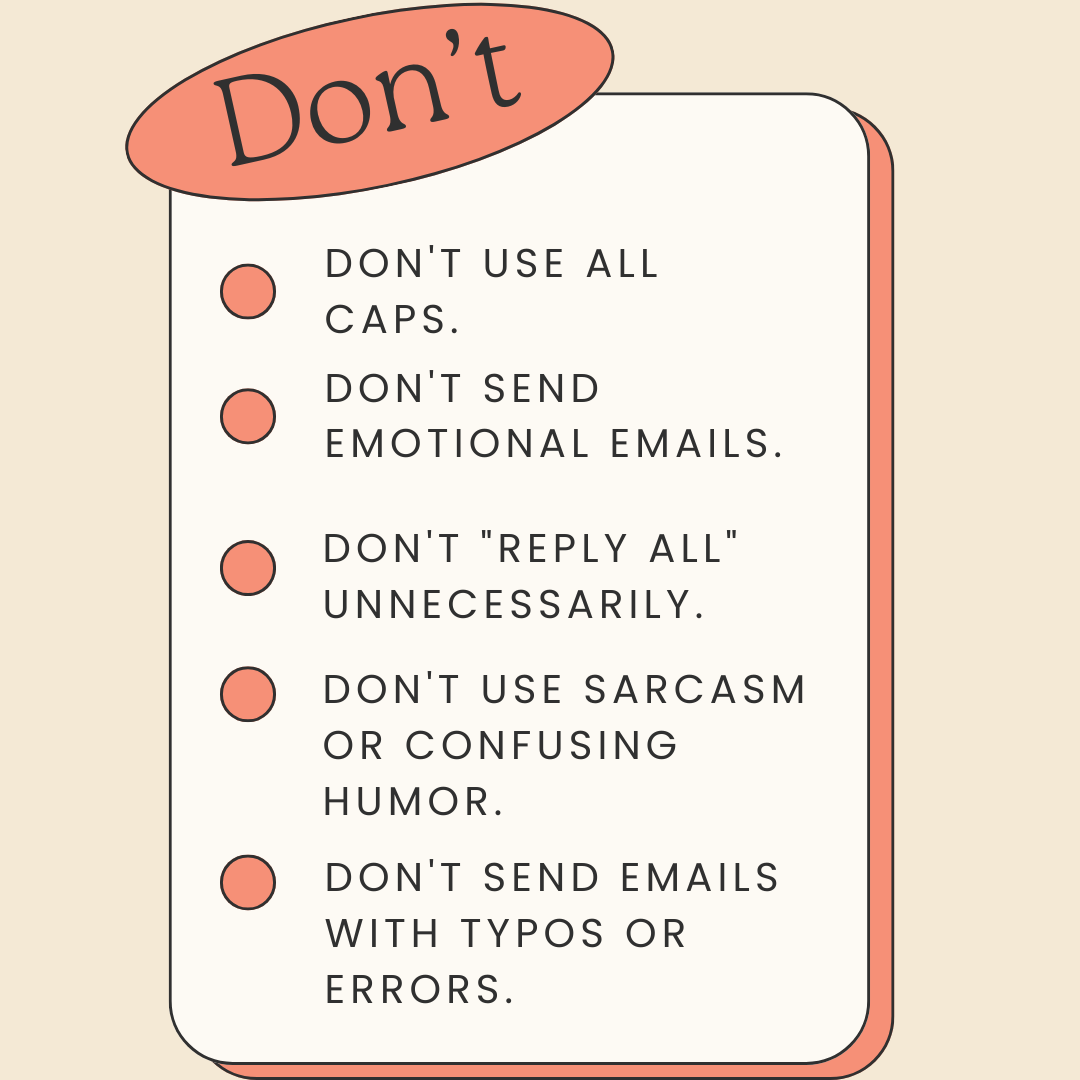 Don’t
DON'T USE ALL
CAPS.
DON'T SEND
EMOTIONAL EMAILS.
DON'T "REPLY ALL"
UNNECESSARILY.
DON'T USE SARCASM
OR CONFUSING
HUMOR.
DON'T SEND EMAILS
WITH TYPOS OR
ERRORS.